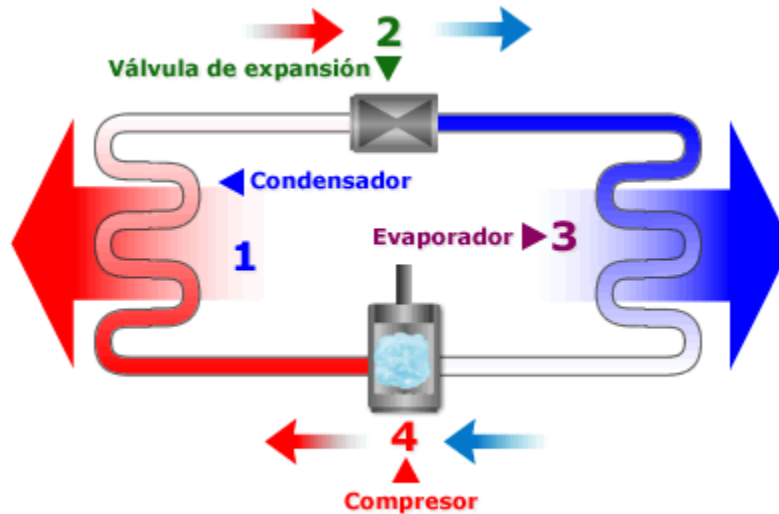 2
Válvula de expansión
Condensador
1
Evaporador 3
4
Compresor